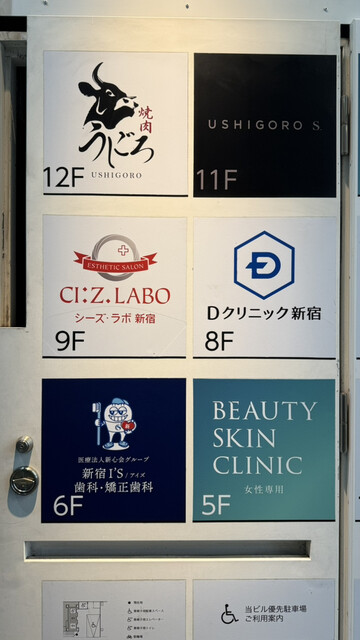 焼肉
うしごろ
USHIGORO
12F
USHIGORO S.
11F
ESTHETIC SALON
CI:Z.LABO
シーズ・ラボ 新宿
9F
D
Dクリニック新宿
8F
医療法人新心会グループ
新宿I'S/アイズ
歯科・矯正歯科
6F
BEAUTY
SKIN
CLINIC
女性専用
5F
当ビル優先駐車場
ご利用案内